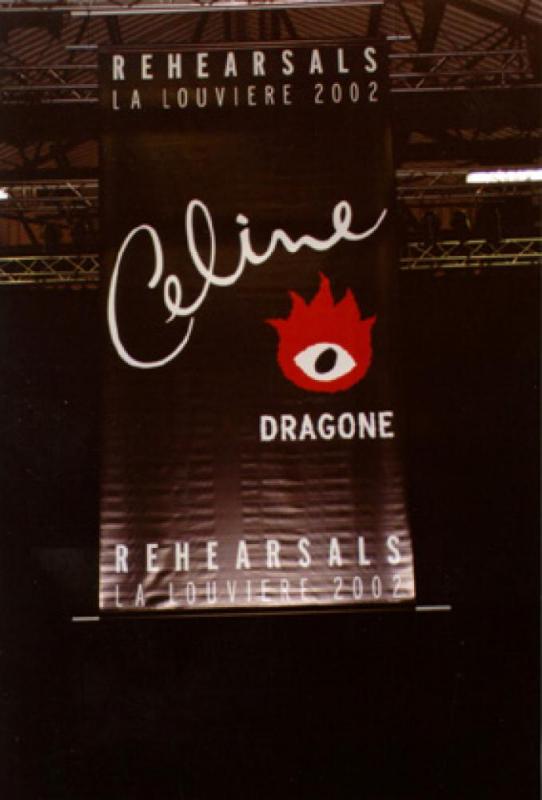 REHEARSALS
LA LOUVIERE 2002
Celine
DRAGONE
REHEARSALS
LA LOUVIERE 2002